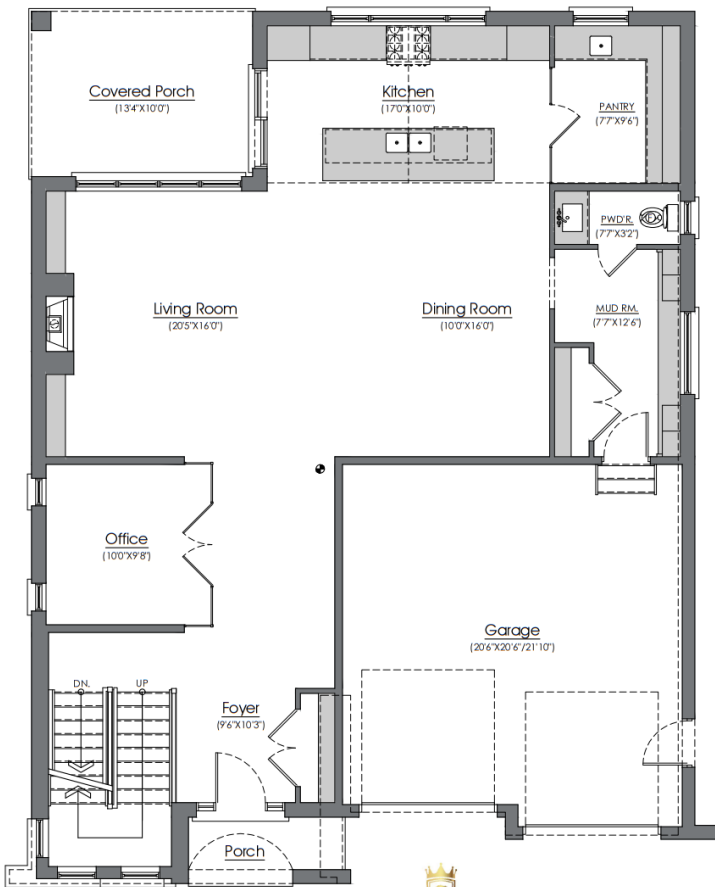 Covered Porch
(13'4"X10'0")
Kitchen
(17'0"X10'0")
PANTRY
(7'7"X9'6")
PWD'R.
(7'7"X3'2")
Living Room
(20'5"X16'0")
Dining Room
(10'0"X16'0")
MUD RM.
(7'7"X12'6")
Office
(10'0"X9'8")
Garage
(20'6"X20'6"/21'10")
DN.
UP
Foyer
(9'6"X10'3")
Porch